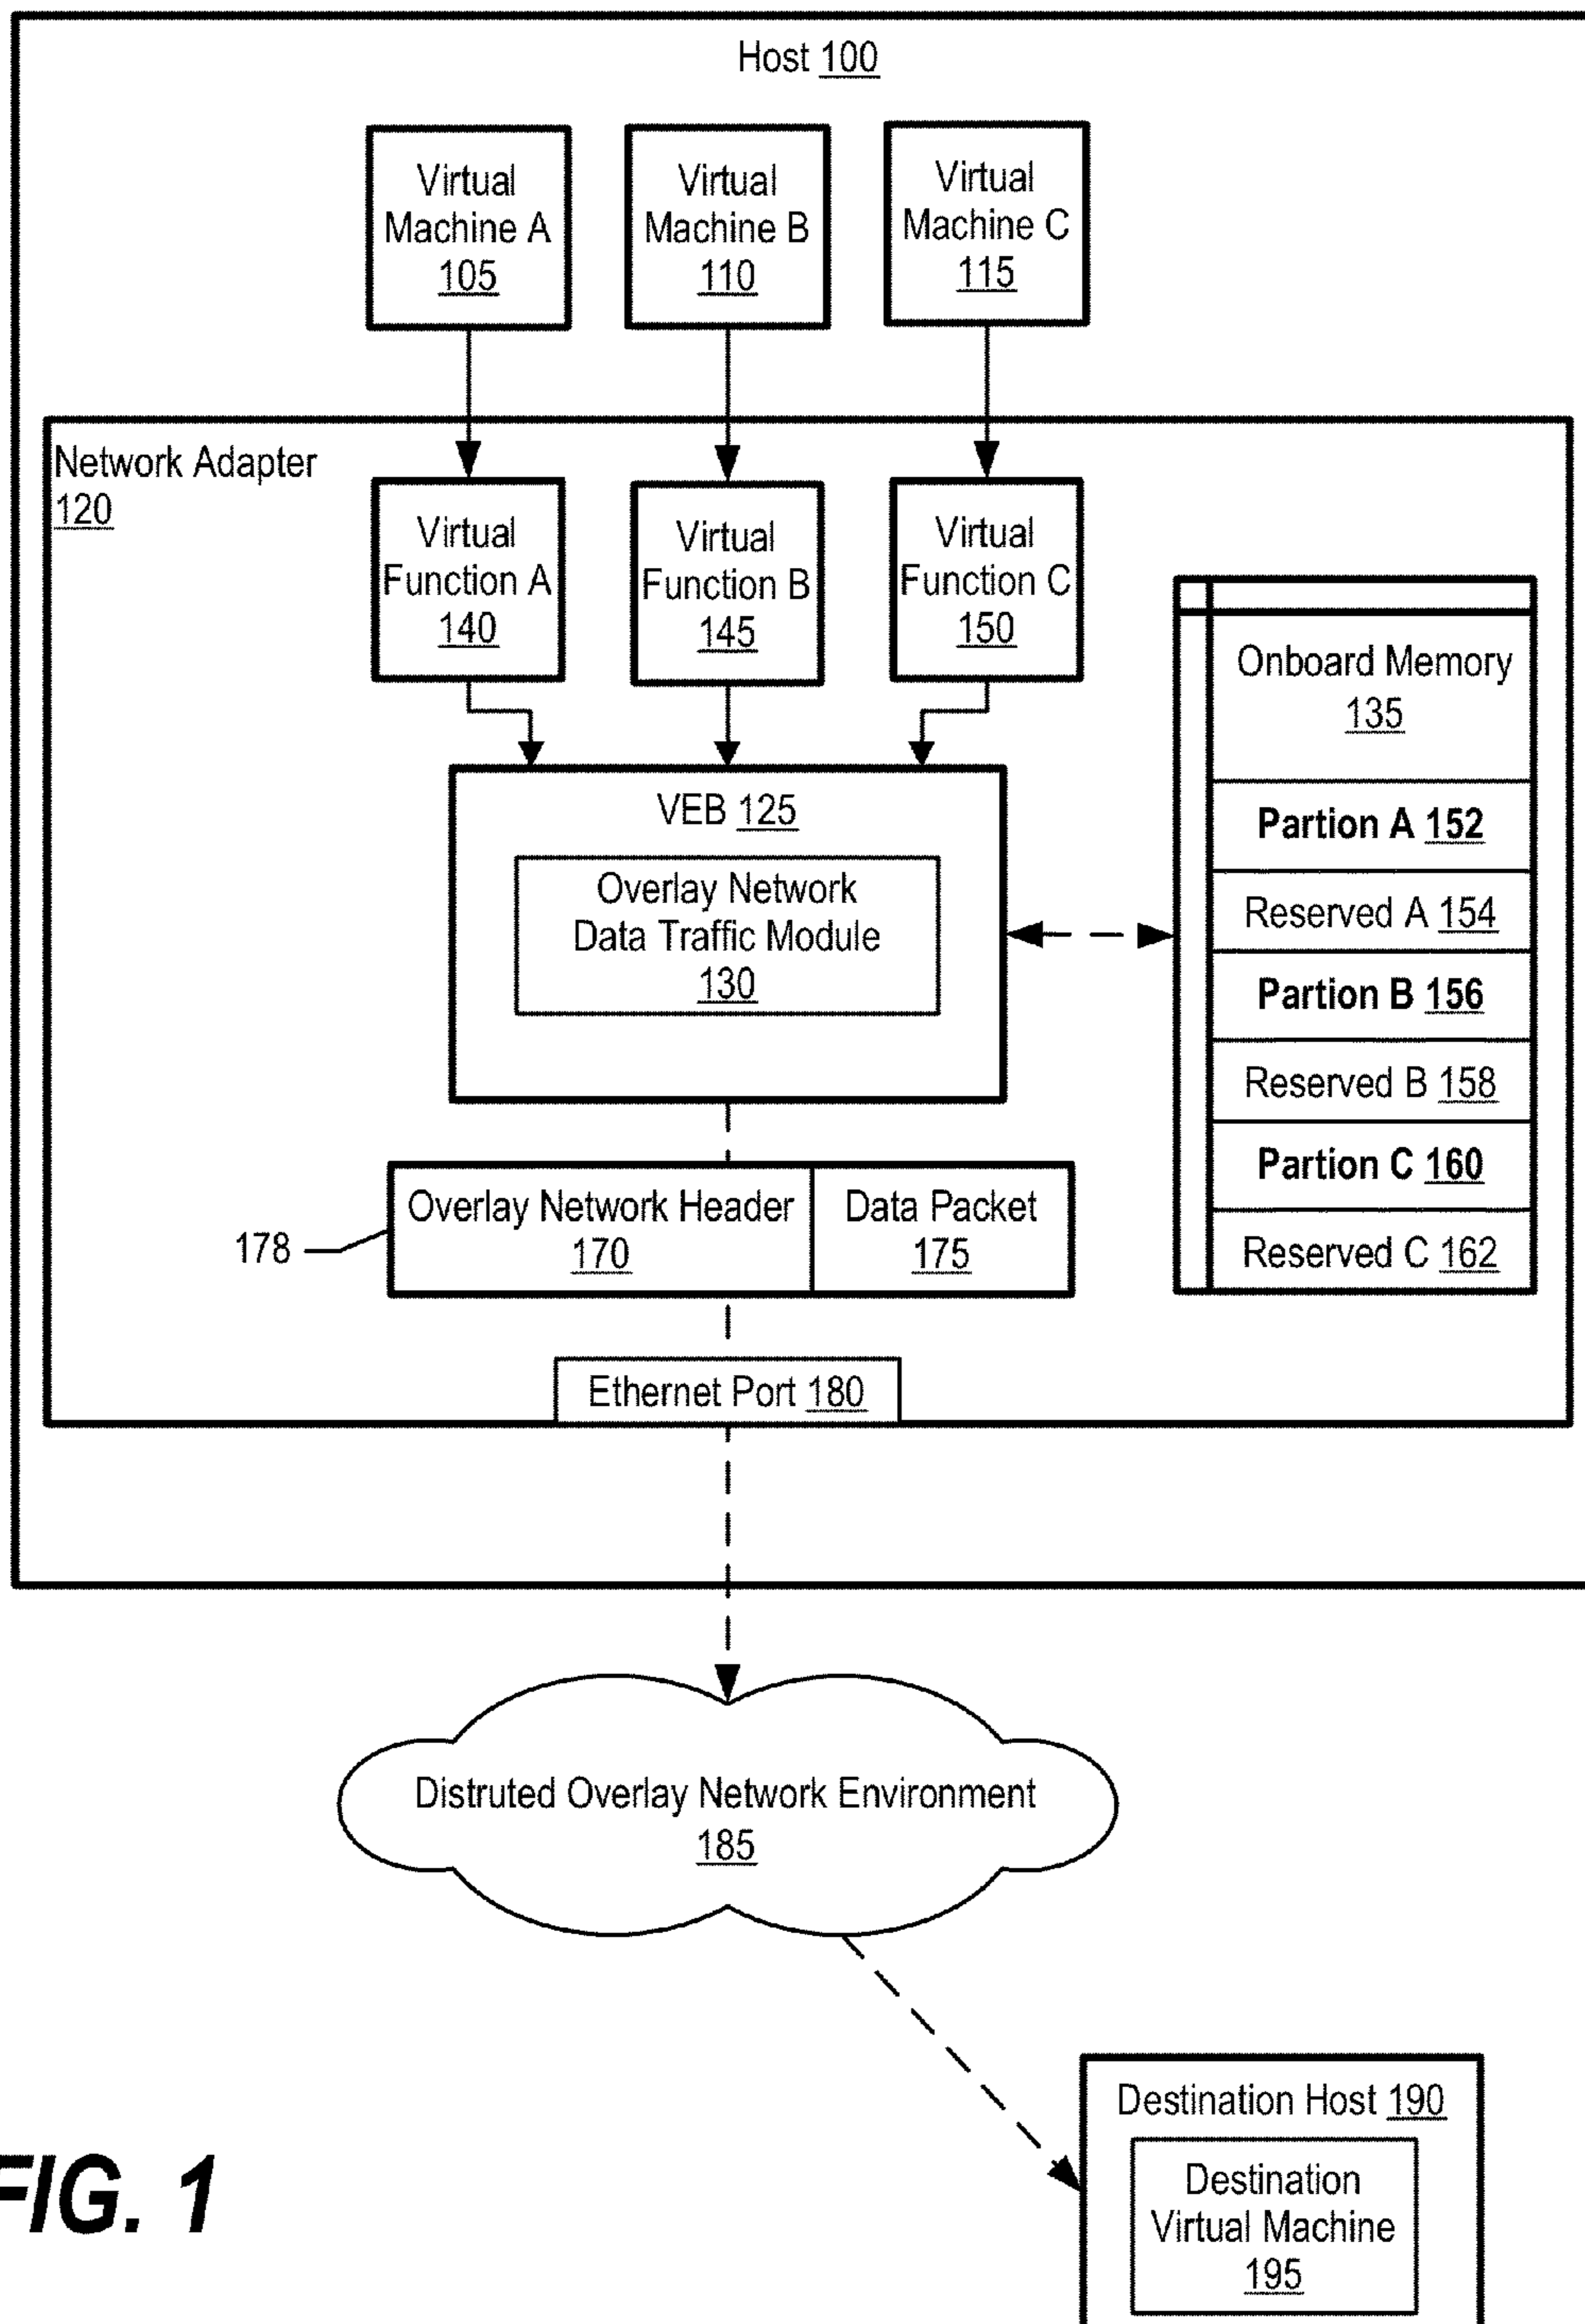 Host 100
Virtual
Machine A
105
Virtual
Machine B
110
Virtual
Machine C
115
Network Adapter
120
Virtual
Function A
140
Virtual
Function B
145
Virtual
Function C
150
Onboard Memory
135
Partion A 152
Reserved A 154
Partion B 156
Reserved B 158
Partion C 160
Reserved C 162
VEB 125
Overlay Network
Data Traffic Module
130
178
Overlay Network Header
170
Data Packet
175
Ethernet Port 180
Distruted Overlay Network Environment
185
Destination Host 190
Destination
Virtual Machine
195
FIG. 1